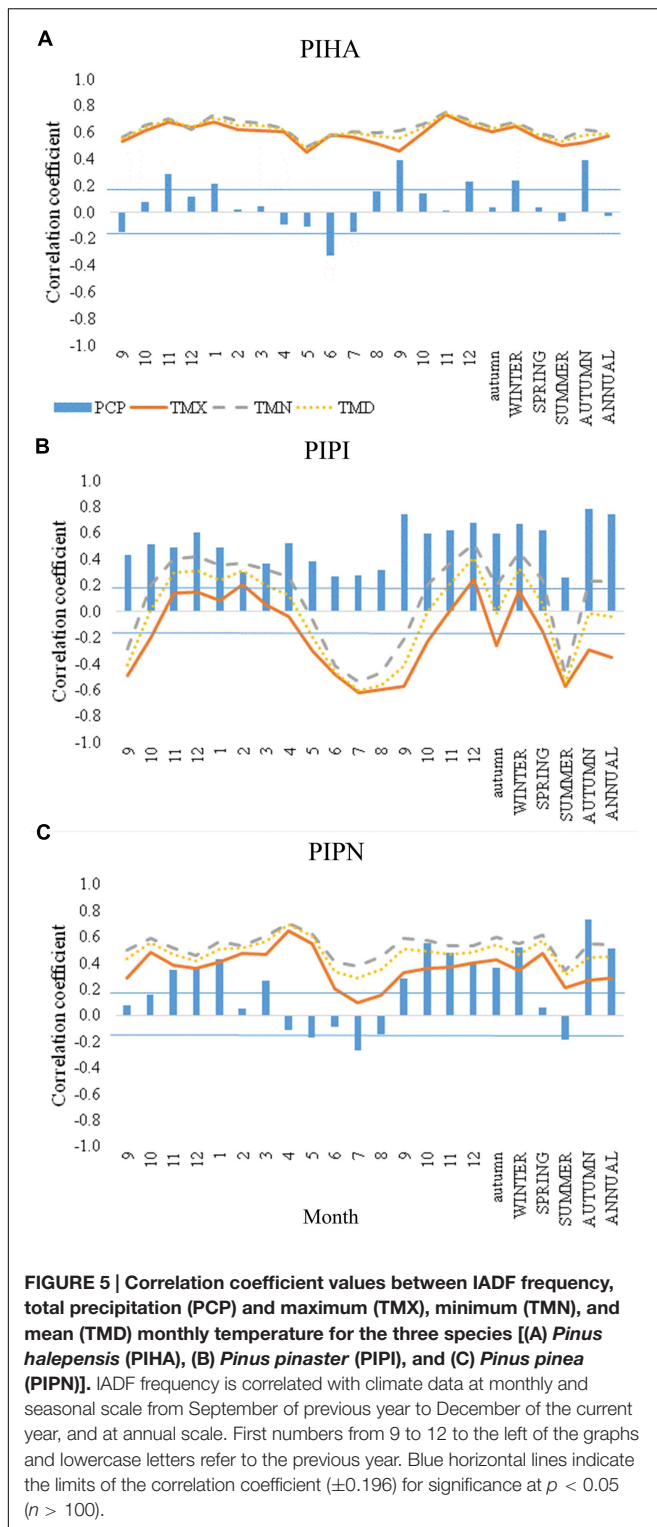 A
PIHA
1.0
0.8
0.6
0.4
0.2
0.0
-0.2
-0.4
-0.6
-0.8
-1.0
Correlation coefficient
9 10 11 12 1 2 3 4 5 6 7 8 9 10 11 12 autumn WINTER SPRING SUMMER AUTUMN ANNUAL
PCP TMX TMN TMD
B
PIPI
1.0
0.8
0.6
0.4
0.2
0.0
-0.2
-0.4
-0.6
-0.8
-1.0
Correlation coefficient
9 10 11 12 1 2 3 4 5 6 7 8 9 10 11 12 autumn WINTER SPRING SUMMER AUTUMN ANNUAL
C
PIPN
1.0
0.8
0.6
0.4
0.2
0.0
-0.2
-0.4
-0.6
-0.8
-1.0
Correlation coefficient
9 10 11 12 1 2 3 4 5 6 7 8 9 10 11 12 autumn WINTER SPRING SUMMER AUTUMN ANNUAL
Month
FIGURE 5 | Correlation coefficient values between IADF frequency,
total precipitation (PCP) and maximum (TMX), minimum (TMN), and
mean (TMD) monthly temperature for the three species [(A) Pinus
halepensis (PIHA), (B) Pinus pinaster (PIPI), and (C) Pinus pinea
(PIPN)]. IADF frequency is correlated with climate data at monthly and
seasonal scale from September of previous year to December of the current
year, and at annual scale. First numbers from 9 to 12 to the left of the graphs
and lowercase letters refer to the previous year. Blue horizontal lines indicate
the limits of the correlation coefficient (±0.196) for significance at p < 0.05
(n > 100).